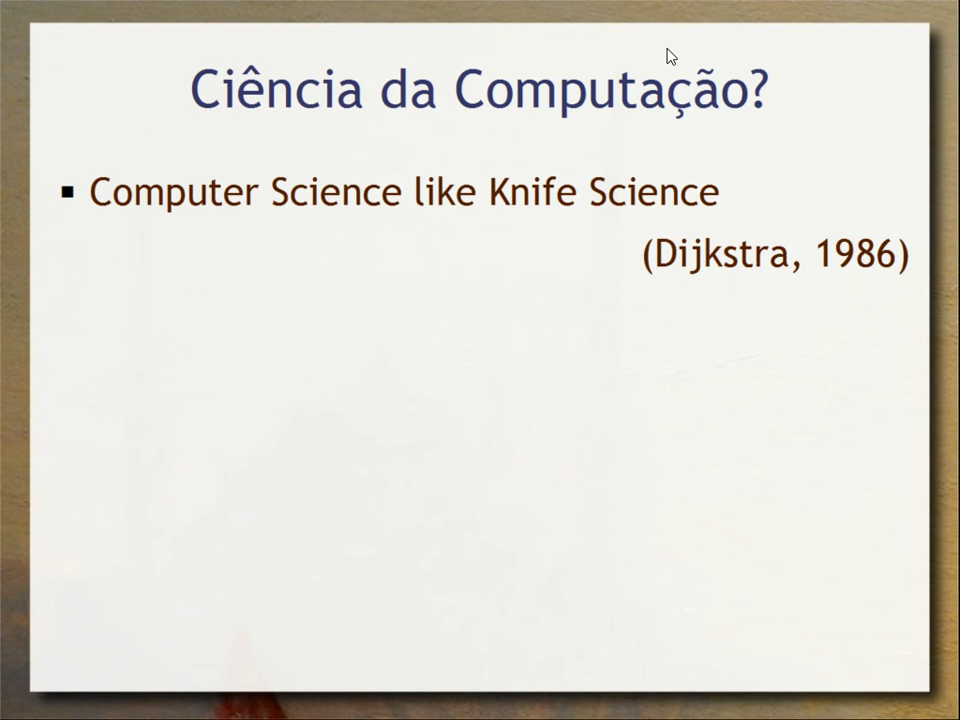 Ciência da Computação?
Computer Science like Knife Science
(Dijkstra, 1986)